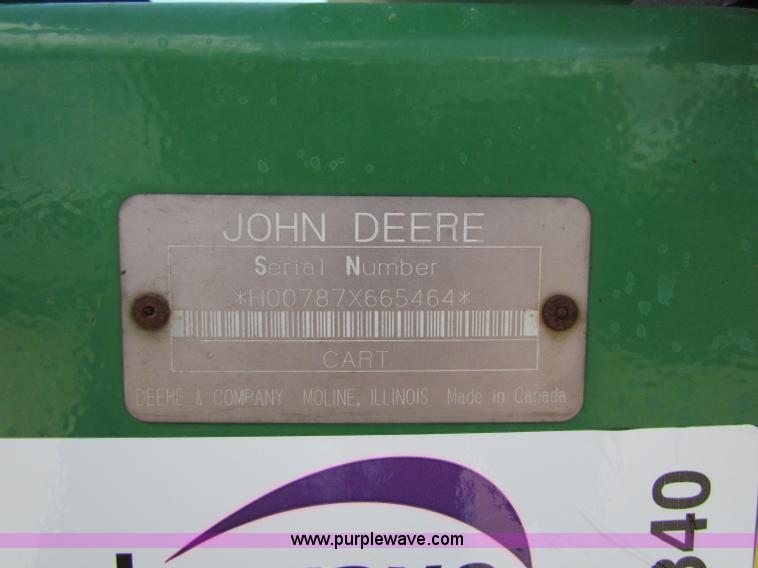 JOHN DEERE
Serial Number
*H00787X665464*
CART
DEERE & COMPANY MOLINE, ILLINOIS Made in Canada
340
www.purplewave.com